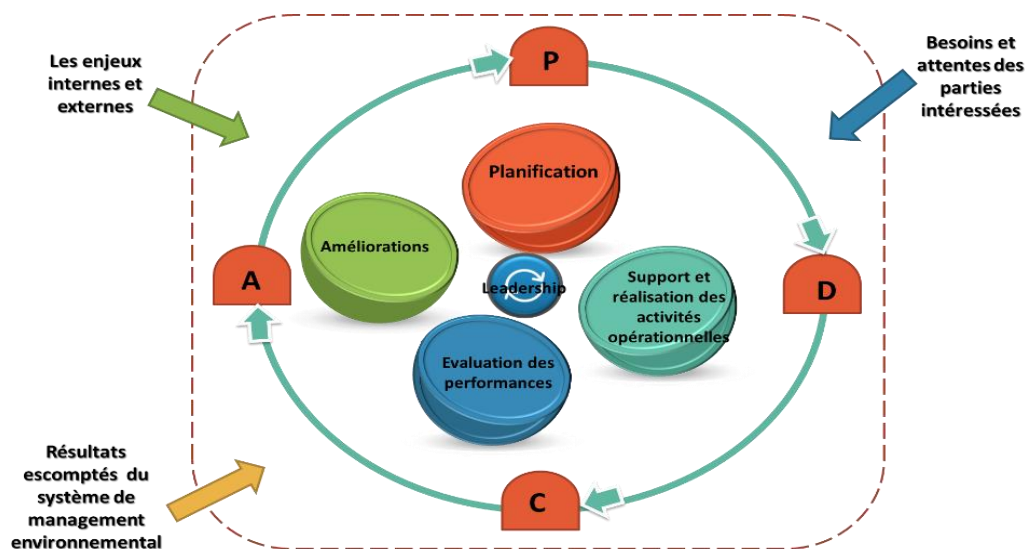 Les enjeux
internes et
externes
P
Besoins et
attentes des
parties
intéressées
Planification
Améliorations
A
Leadership
Support et
réalisation des
activités
opérationnelles
D
Evaluation des
performances
Résultats
escomptés du
système de
management
environnemental
C